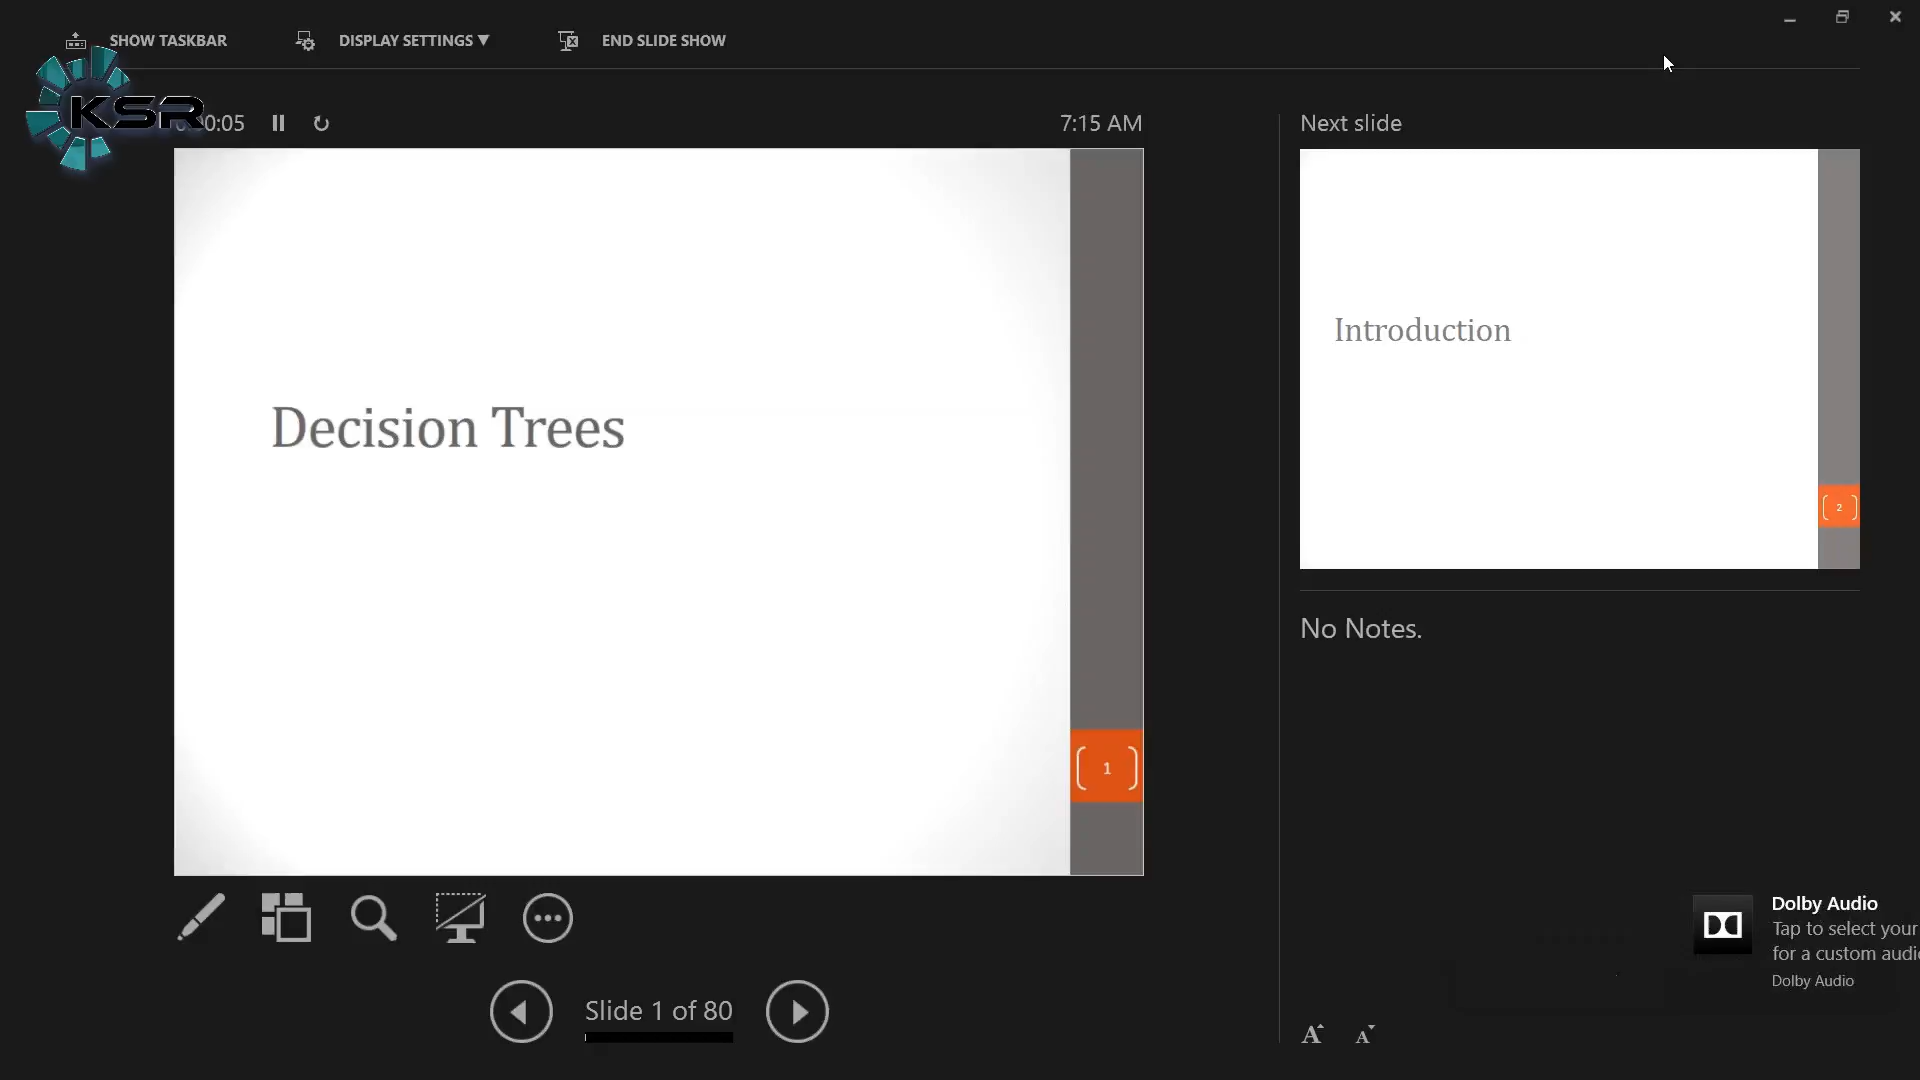 SHOW TASKBAR
DISPLAY SETTINGS ▼
END SLIDE SHOW
KSR
0:05
7:15 AM
Next slide
Decision Trees
1
Introduction
2
No Notes.
Dolby Audio
Tap to select your
for a custom audi
Dolby Audio
Slide 1 of 80
A A